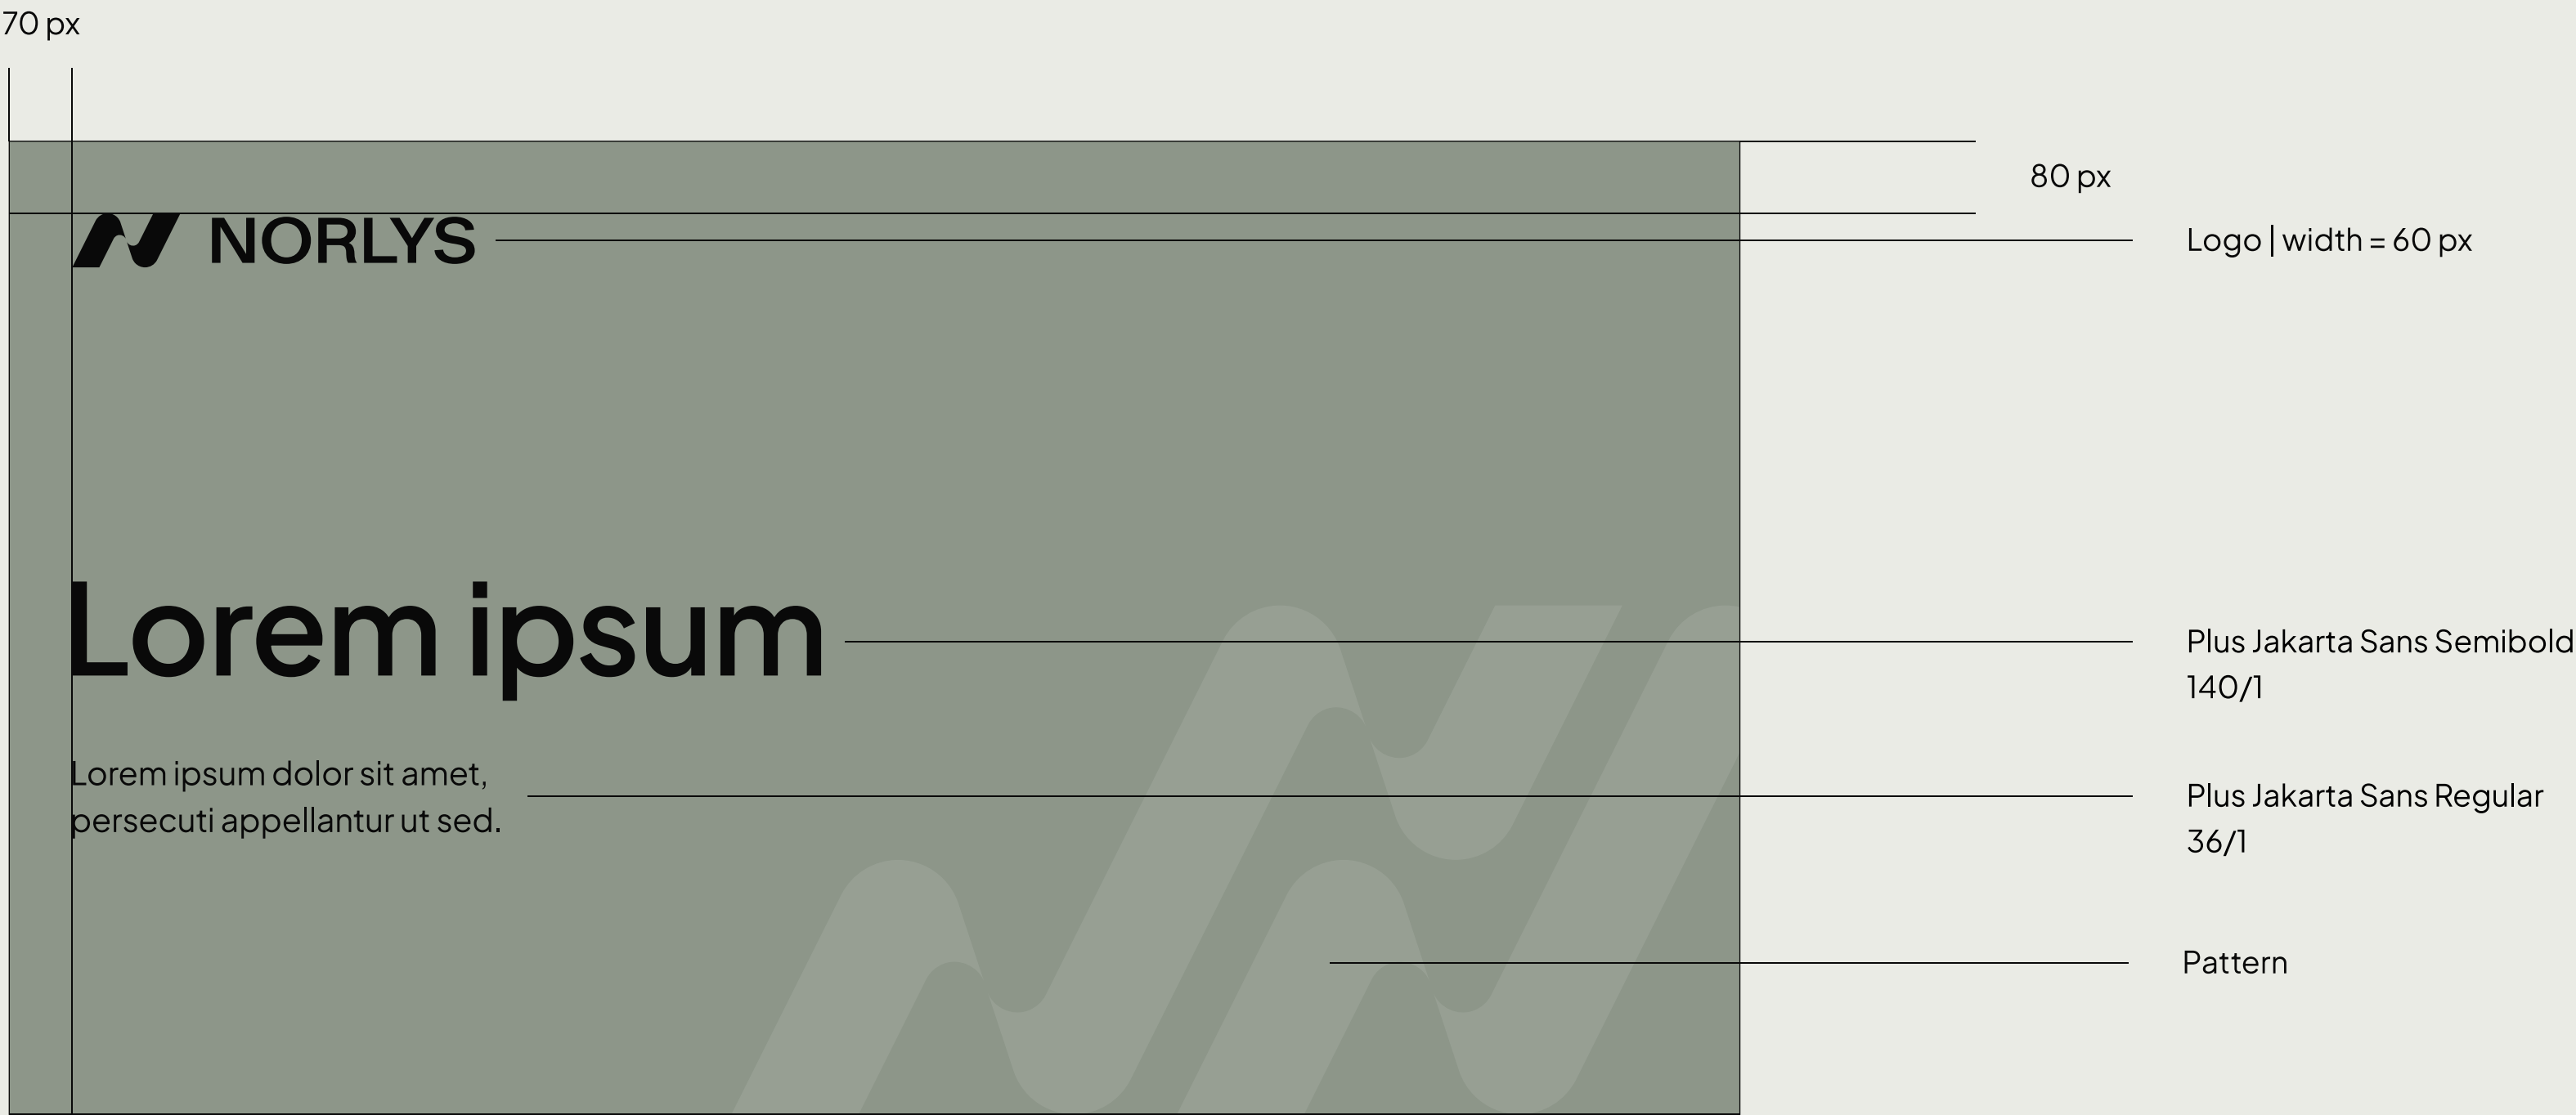 70 px
80 px
NORLYS
Logo | width = 60 px
Lorem ipsum
Plus Jakarta Sans Semibold
140/1
Lorem ipsum dolor sit amet,
persecuti appellantur ut sed.
Plus Jakarta Sans Regular
36/1
Pattern